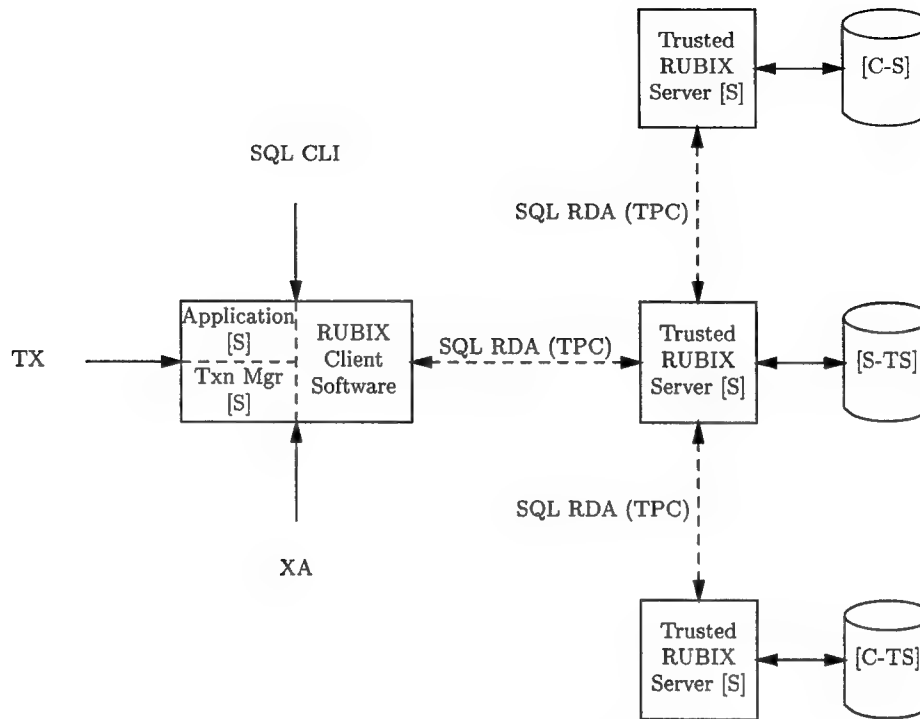 Trusted
RUBIX
Server [S]
[C-S]
SQL CLI
SQL RDA (TPC)
TX
Application
[S]
Txn Mgr
[S]
RUBIX
Client
Software
SQL RDA (TPC)
Trusted
RUBIX
Server [S]
[S-TS]
SQL RDA (TPC)
XA
Trusted
RUBIX
Server [S]
[C-TS]